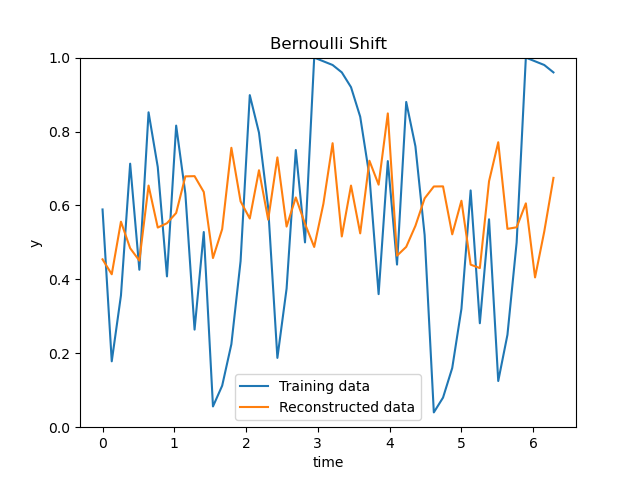 Bernoulli Shift
1.0
0.8
0.6
0.4
0.2
0.0
y
Training data
Reconstructed data
0 1 2 3 4 5 6
time